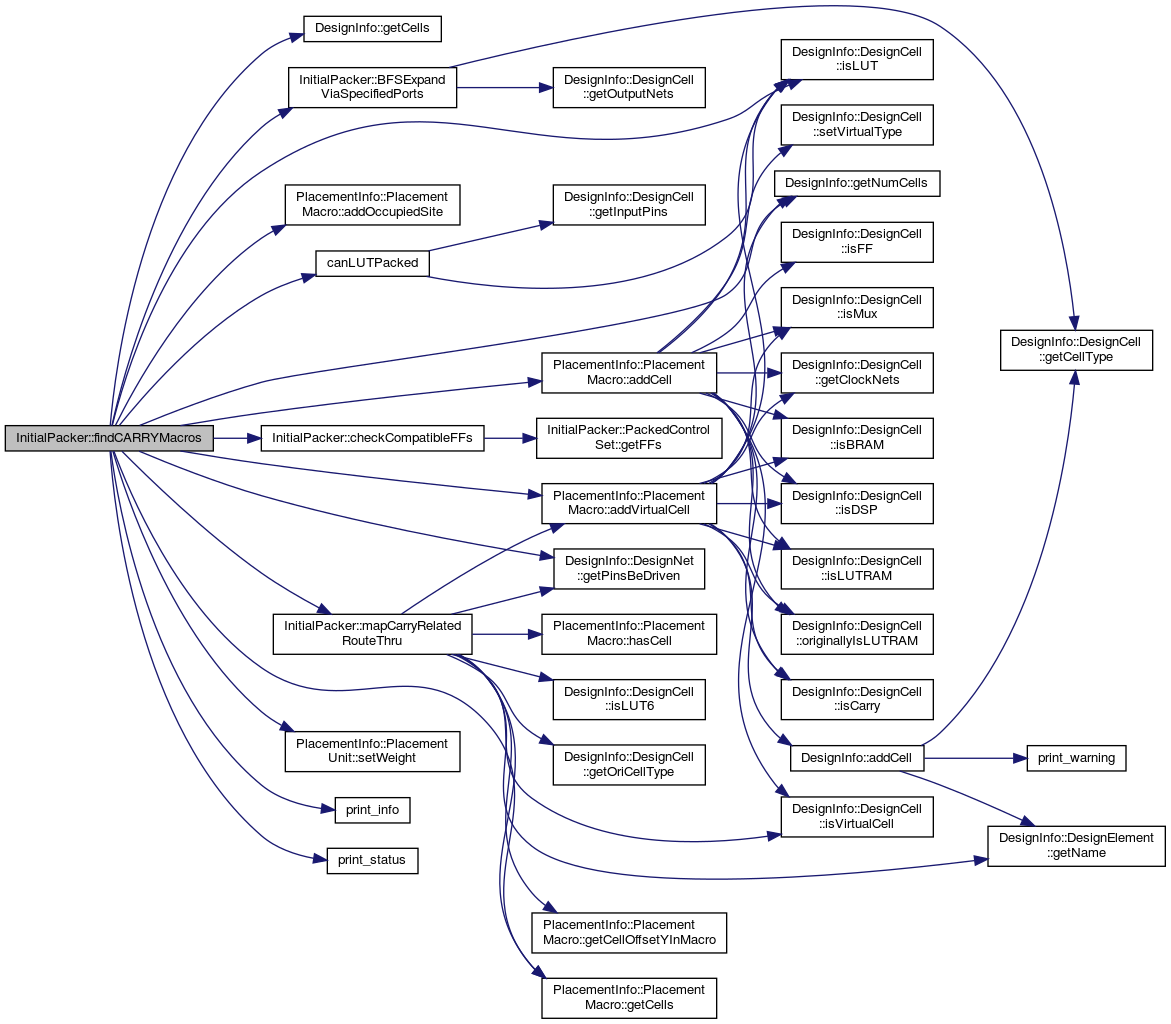 InitialPacker::findCARRYMacros
DesignInfo::getCells
InitialPacker::BFSExpand
ViaSpecifiedPorts
PlacementInfo::Placement
Macro::addOccupiedSite
canLUTPacked
InitialPacker::checkCompatibleFFs
InitialPacker::mapCarryRelated
RouteThru
PlacementInfo::Placement
Unit::setWeight
print_info
print_status
DesignInfo::DesignCell
::getOutputNets
DesignInfo::DesignCell
::getInputPins
PlacementInfo::Placement
Macro::addCell
InitialPacker::PackedControl
Set::getFFs
PlacementInfo::Placement
Macro::addVirtualCell
DesignInfo::DesignNet
::getPinsBeDriven
PlacementInfo::Placement
Macro::hasCell
DesignInfo::DesignCell
::isLUT6
DesignInfo::DesignCell
::getOriCellType
PlacementInfo::Placement
Macro::getCellOffsetYInMacro
PlacementInfo::Placement
Macro::getCells
DesignInfo::DesignCell
::isLUT
DesignInfo::DesignCell
::setVirtualType
DesignInfo::getNumCells
DesignInfo::DesignCell
::isFF
DesignInfo::DesignCell
::isMux
DesignInfo::DesignCell
::getClockNets
DesignInfo::DesignCell
::isBRAM
DesignInfo::DesignCell
::isDSP
DesignInfo::DesignCell
::isLUTRAM
DesignInfo::DesignCell
::originallyIsLUTRAM
DesignInfo::DesignCell
::isCarry
DesignInfo::addCell
DesignInfo::DesignCell
::isVirtualCell
DesignInfo::DesignCell
::getCellType
print_warning
DesignInfo::DesignElement
::getName